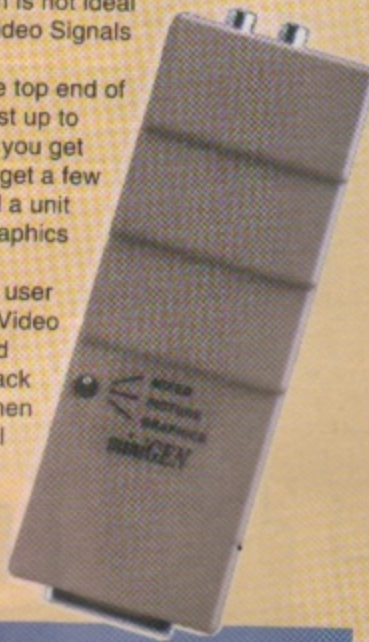 n is not ideal
Video Signals
e top end of
st up to
you get
get a few
a unit
aphics
user
Video
d
ack
hen
l
MIXED
PICTURE
GRAPHICS
miniGEN